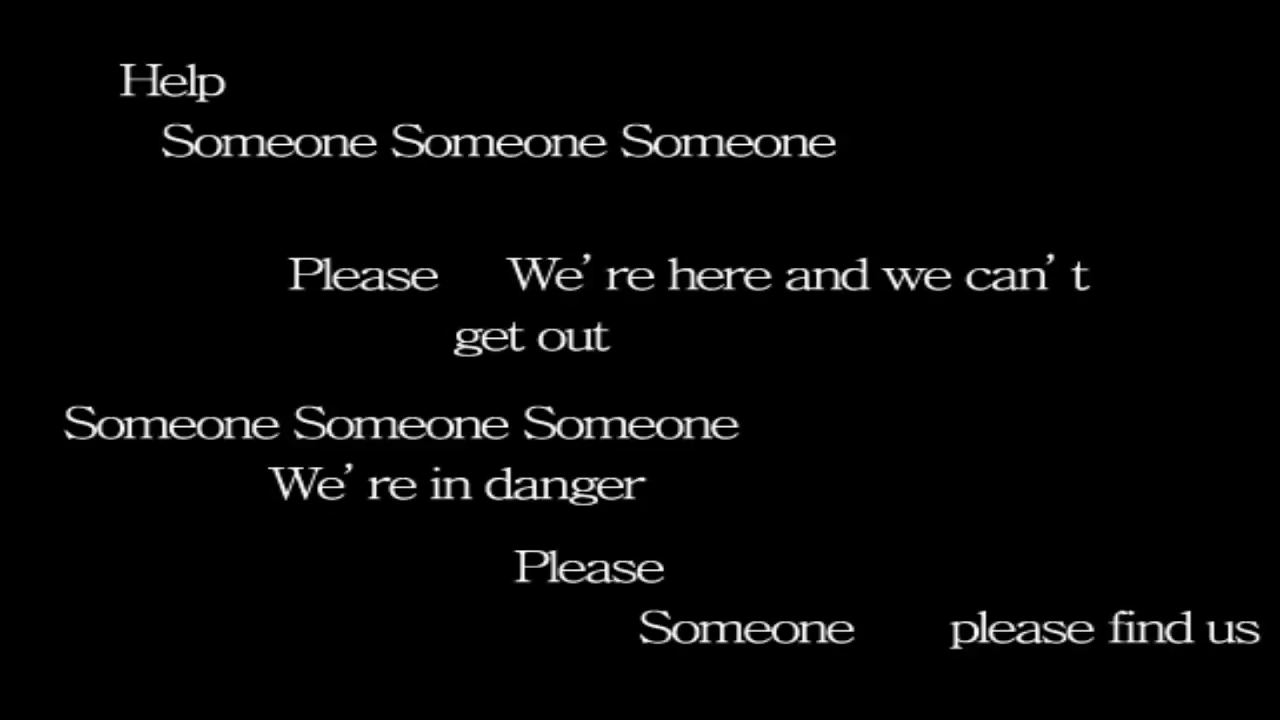 Help
Someone Someone Someone
Please We’re here and we can’t
get out
Someone Someone Someone
We’re in danger
Please
Someone please find us